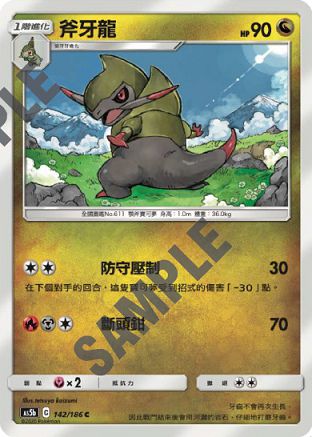 1階進化 斧牙龍 HP 90
從牙牙進化
全國圖鑑No.611 顎斧寶可夢 身高:1.0m 體重:36.0kg
防守壓制 30
在下個對手的回合,這隻寶可夢受到招式的傷害「-30」點。
斷頭鉗 70
弱點 ×2 抵抗力 撤退
Illus. tetsuya koizumi
AS5b C 142/186 C
©2020 Pokémon
牙齒不會再次生長,
因此戰鬥結束後會用河灘的岩石,仔細地打磨牙齒。
SAMPLE
SAMPLE